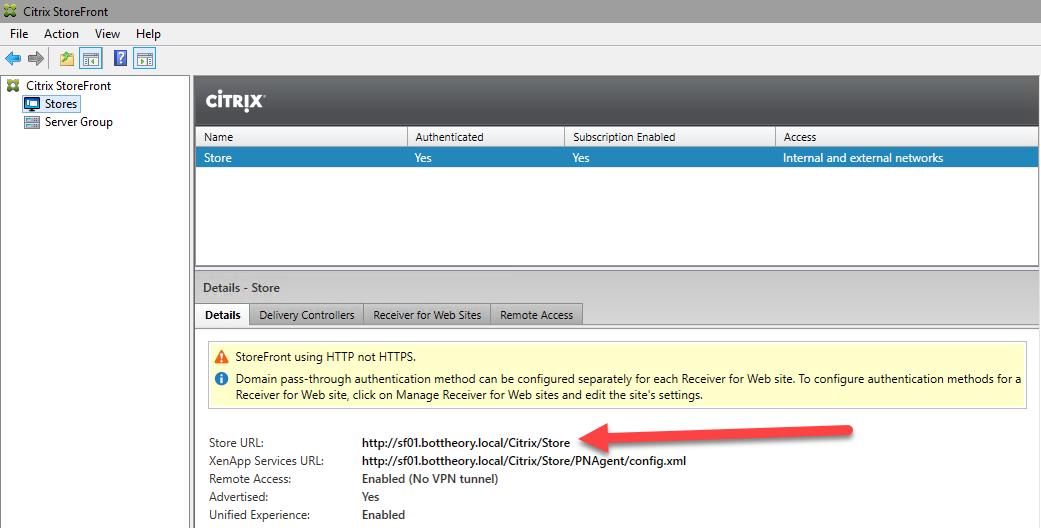 Citrix StoreFront
File Action View Help
Citrix StoreFront
Stores
Server Group
CITRIX
Name Authenticated Subscription Enabled Access
Store Yes Yes Internal and external networks
Details - Store
Details Delivery Controllers Receiver for Web Sites Remote Access
StoreFront using HTTP not HTTPS.
Domain pass-through authentication method can be configured separately for each Receiver for Web site. To configure authentication methods for a
Receiver for Web site, click on Manage Receiver for Web sites and edit the site's settings.
Store URL: http://sf01.bottheory.local/Citrix/Store
XenApp Services URL: http://sf01.bottheory.local/Citrix/Store/PNAgent/config.xml
Remote Access: Enabled (No VPN tunnel)
Advertised: Yes
Unified Experience: Enabled